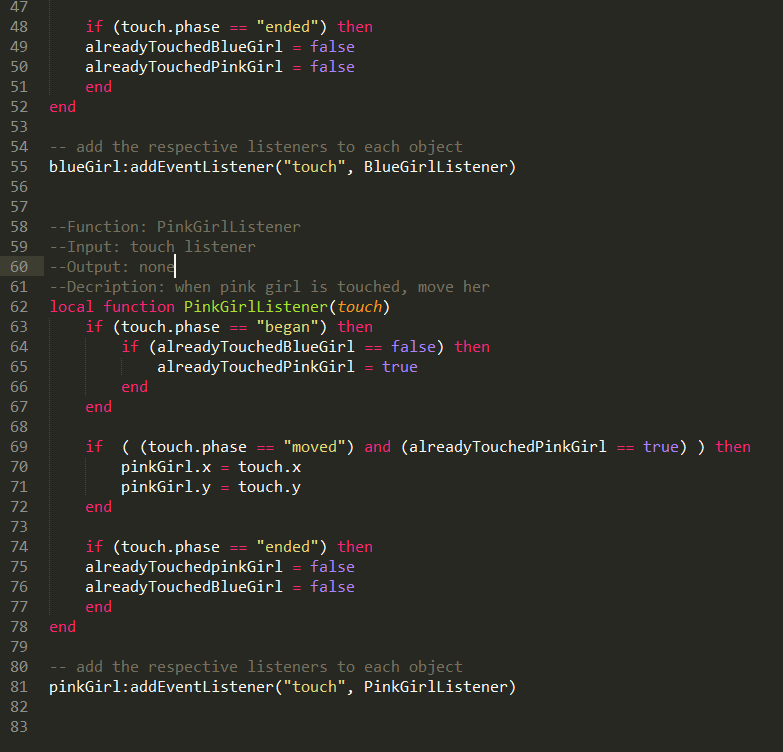 47
48 if (touch.phase == "ended") then
49 alreadyTouchedBlueGirl = false
50 alreadyTouchedPinkGirl = false
51 end
52 end
53
54 -- add the respective listeners to each object
55 blueGirl:addEventListener("touch", BlueGirlListener)
56
57
58 --Function: PinkGirlListener
59 --Input: touch listener
60 --Output: none
61 --Decription: when pink girl is touched, move her
62 local function PinkGirlListener(touch)
63 if (touch.phase == "began") then
64 if (alreadyTouchedBlueGirl == false) then
65 alreadyTouchedPinkGirl = true
66 end
67 end
68
69 if ( (touch.phase == "moved") and (alreadyTouchedPinkGirl == true) ) then
70 pinkGirl.x = touch.x
71 pinkGirl.y = touch.y
72 end
73
74 if (touch.phase == "ended") then
75 alreadyTouchedpinkGirl = false
76 alreadyTouchedBlueGirl = false
77 end
78 end
79
80 -- add the respective listeners to each object
81 pinkGirl:addEventListener("touch", PinkGirlListener)
82
83